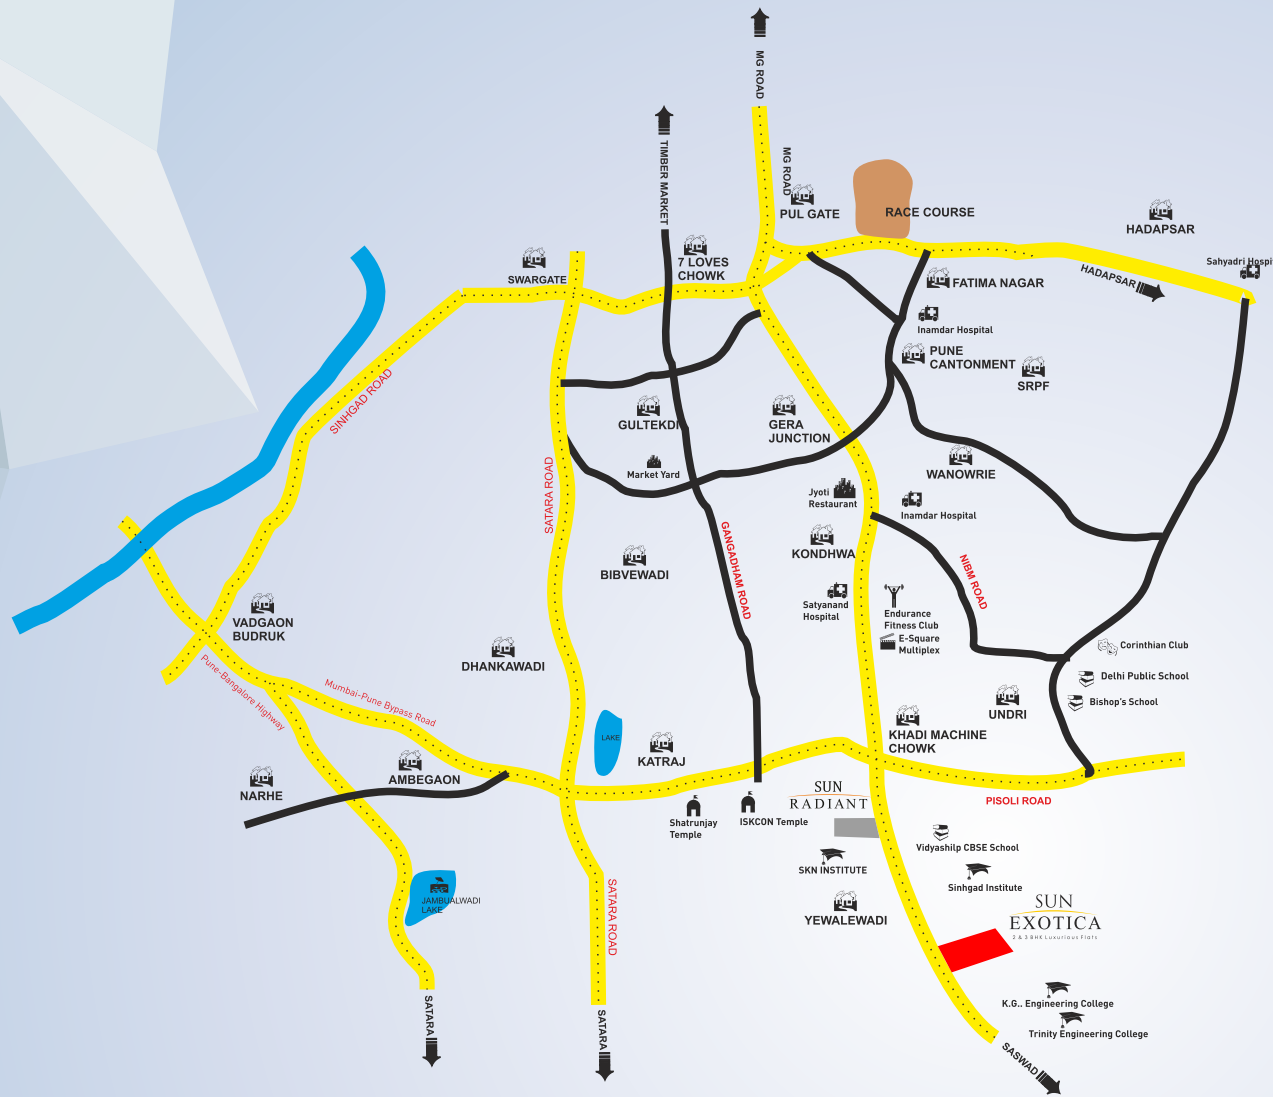 MG ROAD
TIMBER MARKET
MG ROAD
PUL GATE
RACE COURSE
HADAPSAR
7 LOVES
CHOWK
SWARGATE
HADAPSAR
Sahyadri Hospit
FATIMA NAGAR
Inamdar Hospital
PUNE
CANTONMENT
SRPF
SINHGAD ROAD
GULTEKDI
GERA
JUNCTION
Market Yard
WANOWRIE
SATARA ROAD
Jyoti
Restaurant
Inamdar Hospital
GANGADHAM ROAD
KONDHWA
NIBM ROAD
BIBVEWADI
Satyanand
Hospital
Endurance
Fitness Club
E-Square
Multiplex
VADGAON
BUDRUK
DHANKAWADI
Corinthian Club
Delhi Public School
Bishop's School
Pune-Bangalore Highway
Mumbai-Pune Bypass Road
UNDRI
LAKE
KATRAJ
KHADI MACHINE
CHOWK
AMBEGAON
NARHE
SUN
RADIANT
PISOLI ROAD
Shatrunjay
Temple
ISKCON Temple
Vidyashilp CBSE School
SKN INSTITUTE
Sinhgad Institute
JAMBUALWADI
LAKE
SATARA ROAD
YEWALEWADI
SUN
EXOTICA
2 & 3 BHK Luxurious Flats
K.G.. Engineering College
Trinity Engineering College
SATARA
SATARA
SASWAD